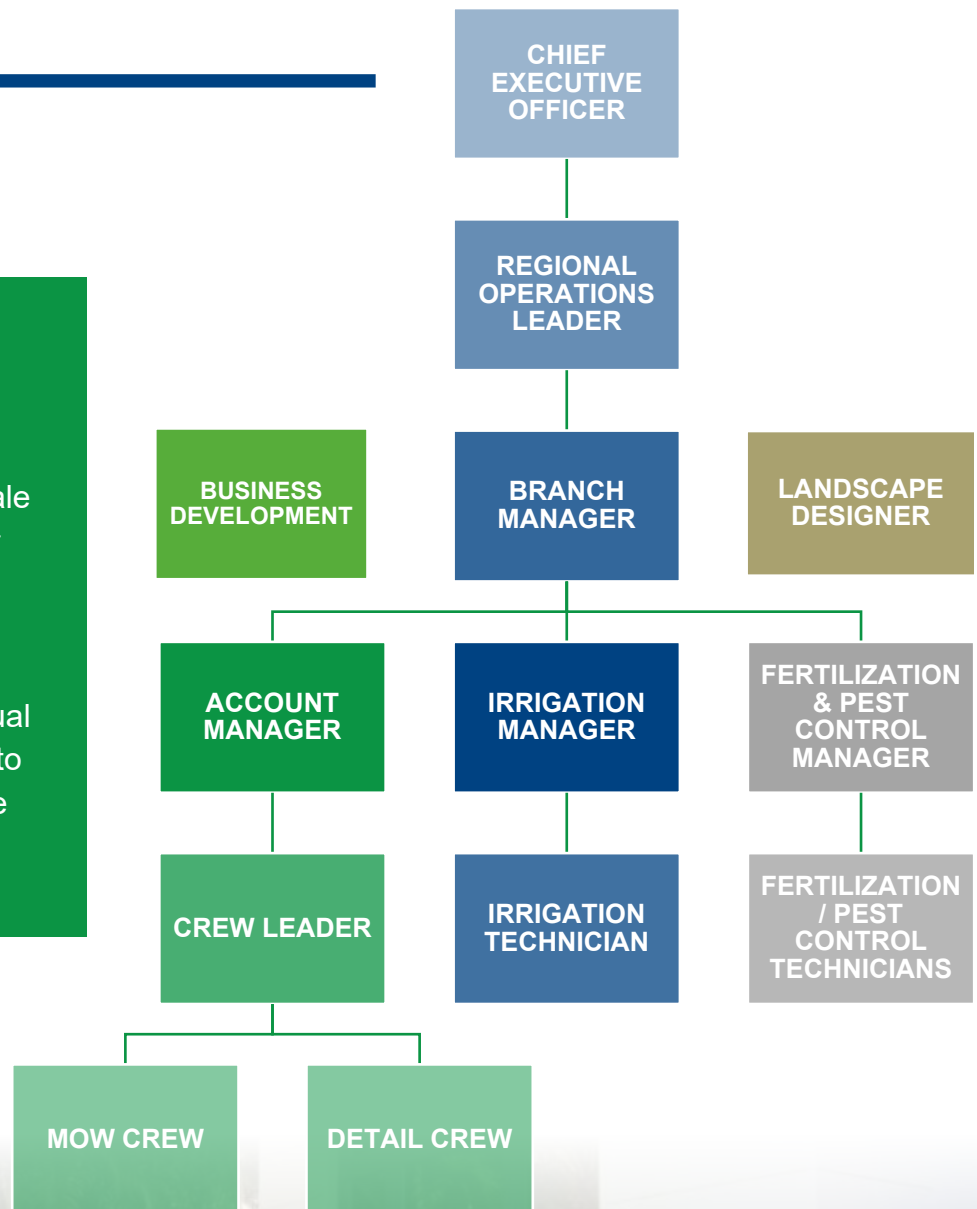 CHIEF
EXECUTIVE
OFFICER
REGIONAL
OPERATIONS
LEADER
BUSINESS
DEVELOPMENT
BRANCH
MANAGER
LANDSCAPE
DESIGNER
ACCOUNT
MANAGER
IRRIGATION
MANAGER
FERTILIZATION
& PEST
CONTROL
MANAGER
CREW LEADER
IRRIGATION
TECHNICIAN
FERTILIZATION
/ PEST
CONTROL
TECHNICIANS
MOW CREW
DETAIL CREW
to